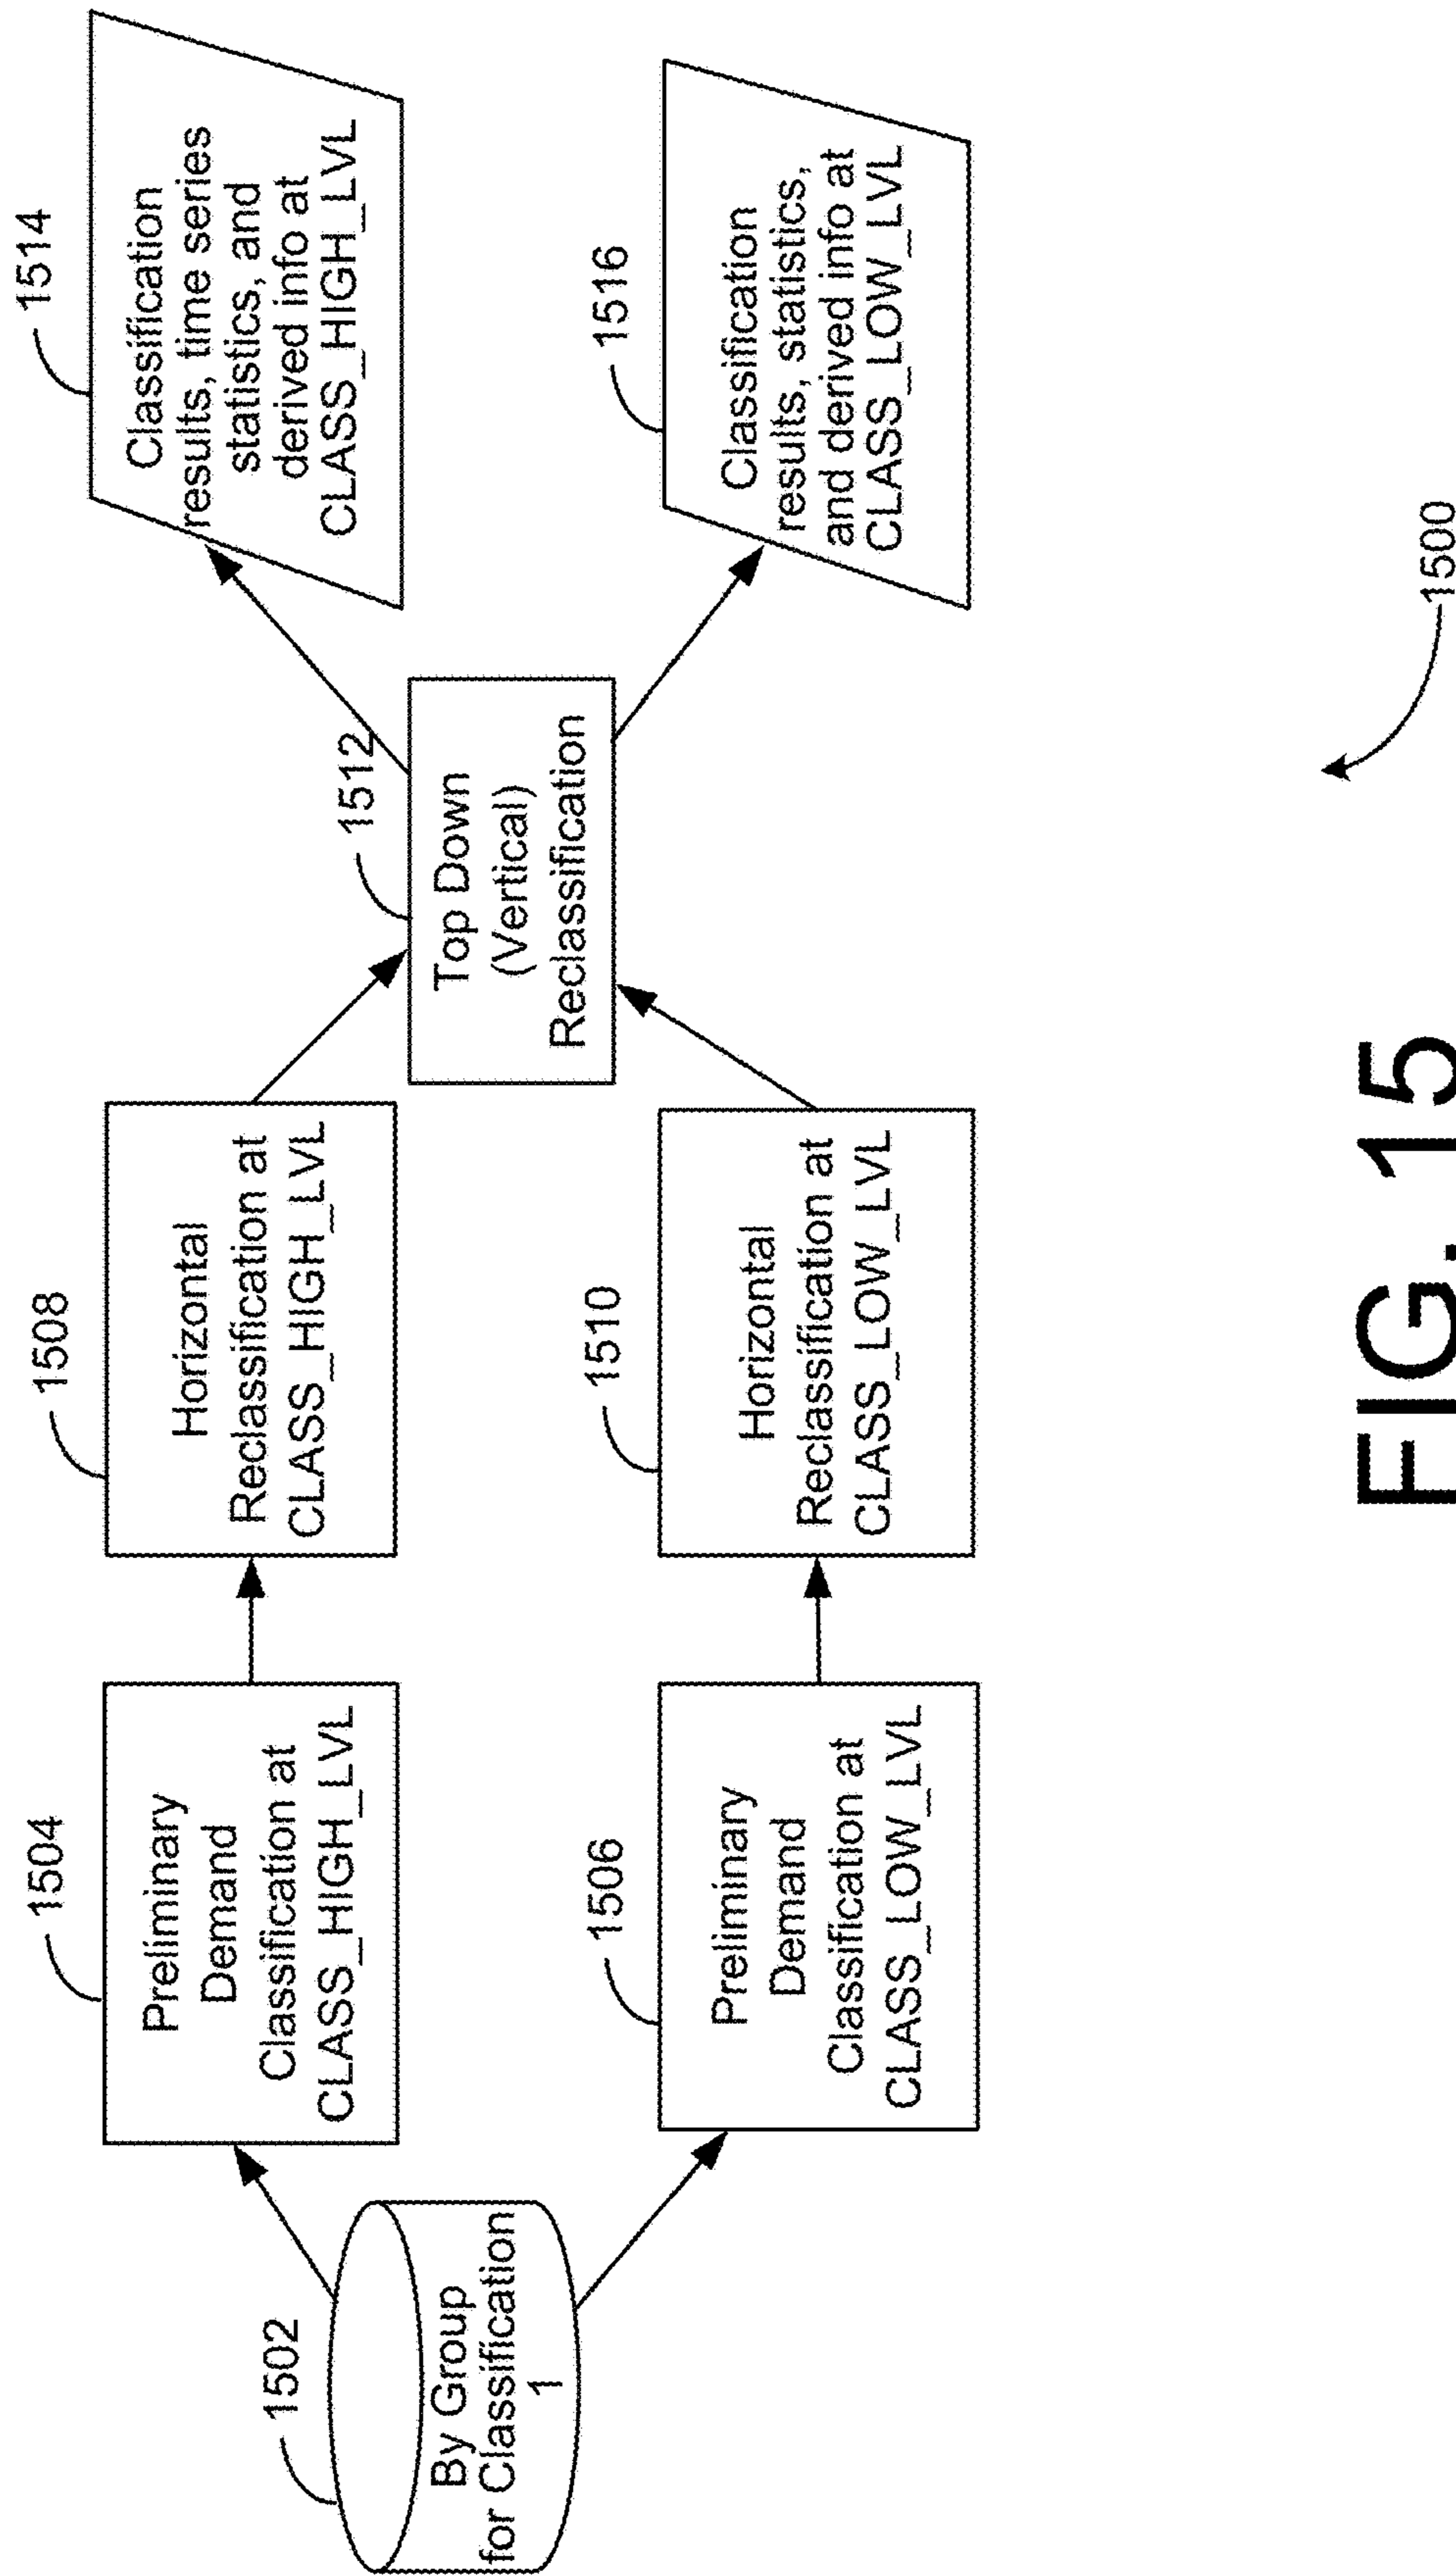 1502
By Group
for Classification
1
1504
Preliminary
Demand
Classification at
CLASS_HIGH_LVL
1506
Preliminary
Demand
Classification at
CLASS_LOW_LVL
1508
Horizontal
Reclassification at
CLASS_HIGH_LVL
1510
Horizontal
Reclassification at
CLASS_LOW_LVL
1512
Top Down
(Vertical)
Reclassification
1514
Classification
results, time series
statistics, and
derived info at
CLASS_HIGH_LVL
1516
Classification
results, statistics,
and derived info at
CLASS_LOW_LVL
1500
FIG. 15